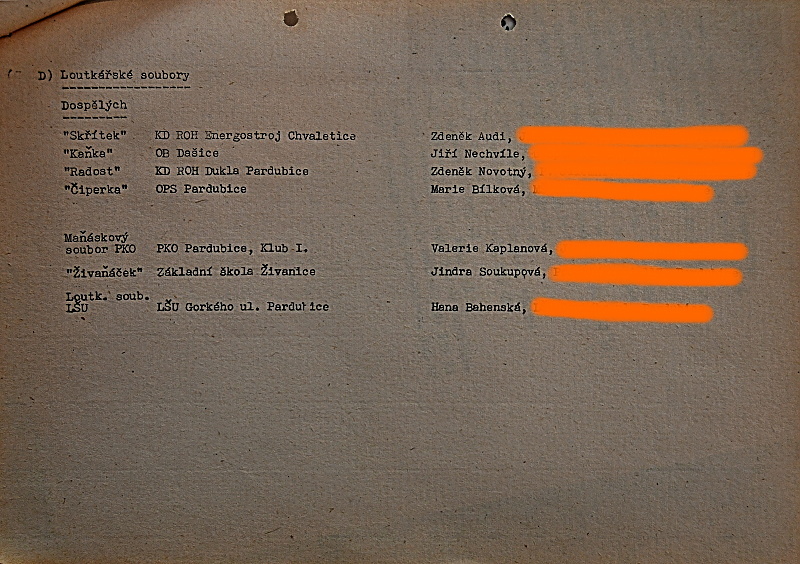 D) Loutkářské soubory
Dospělých
"Skřítek" KD ROH Energostroj Chvaletice Zdeněk Audi,
"Kaňka" OB Dašice Jiří Nechvíle,
"Radost" KD ROH Dukla Pardubice Zdeněk Novotný,
"Čiperka" OPS Pardubice Marie Bílková,
Maňáskový
soubor PKO PKO Pardubice, Klub I. Valerie Kaplanová,
"Živaňáček" Základní škola Živanice Jindra Soukupová,
Loutk. soub.
LŠU LŠU Gorkého ul. Pardubice Hana Bahenská,